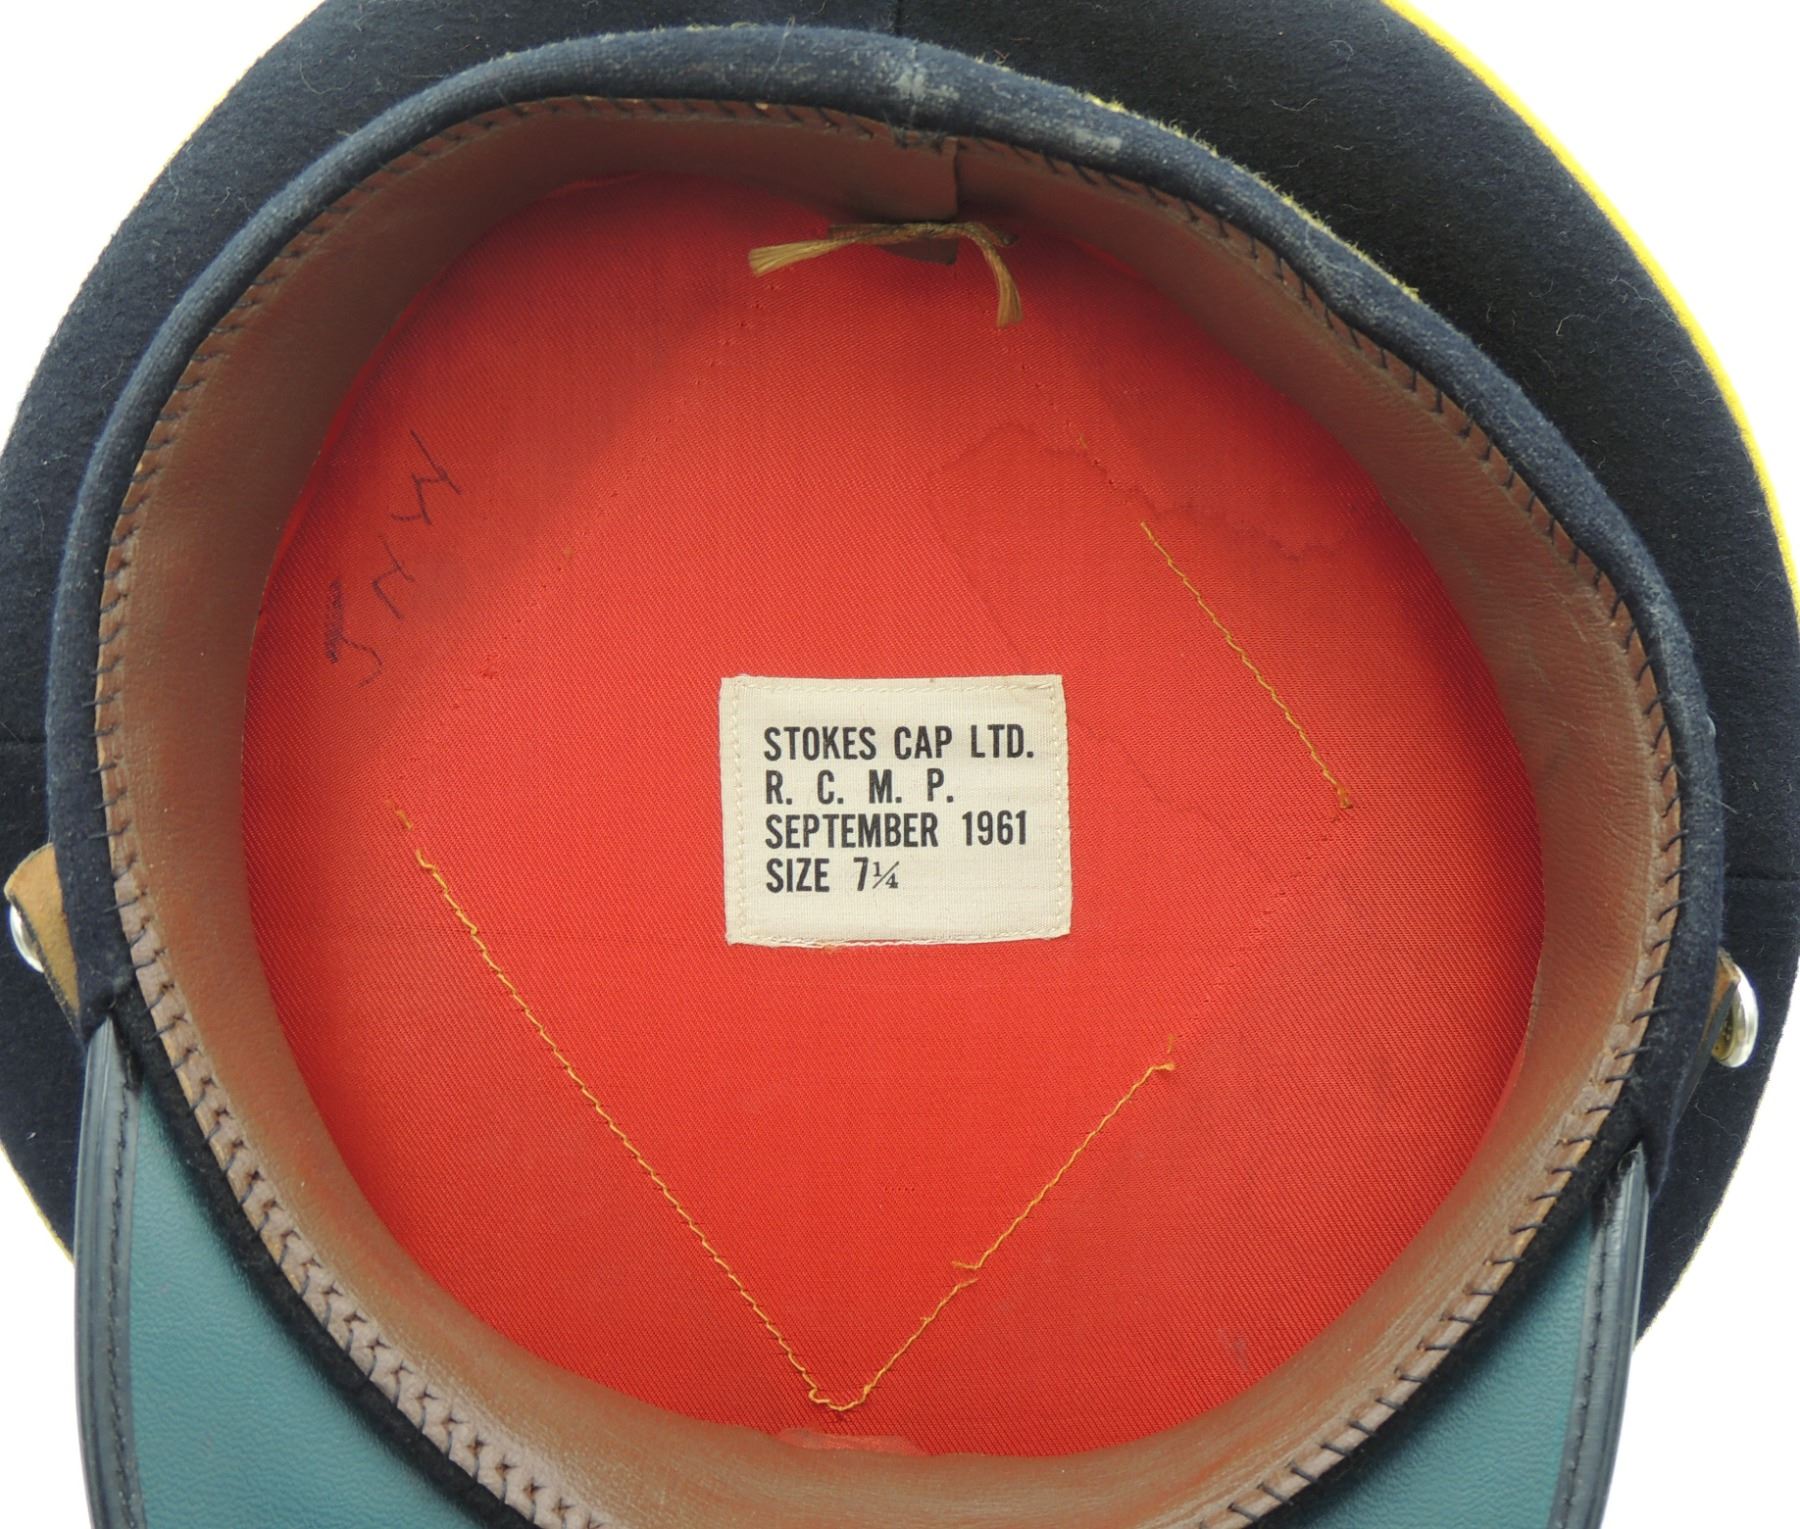 STOKES CAP LTD.
R. C. M. P.
SEPTEMBER 1961
SIZE 7¼